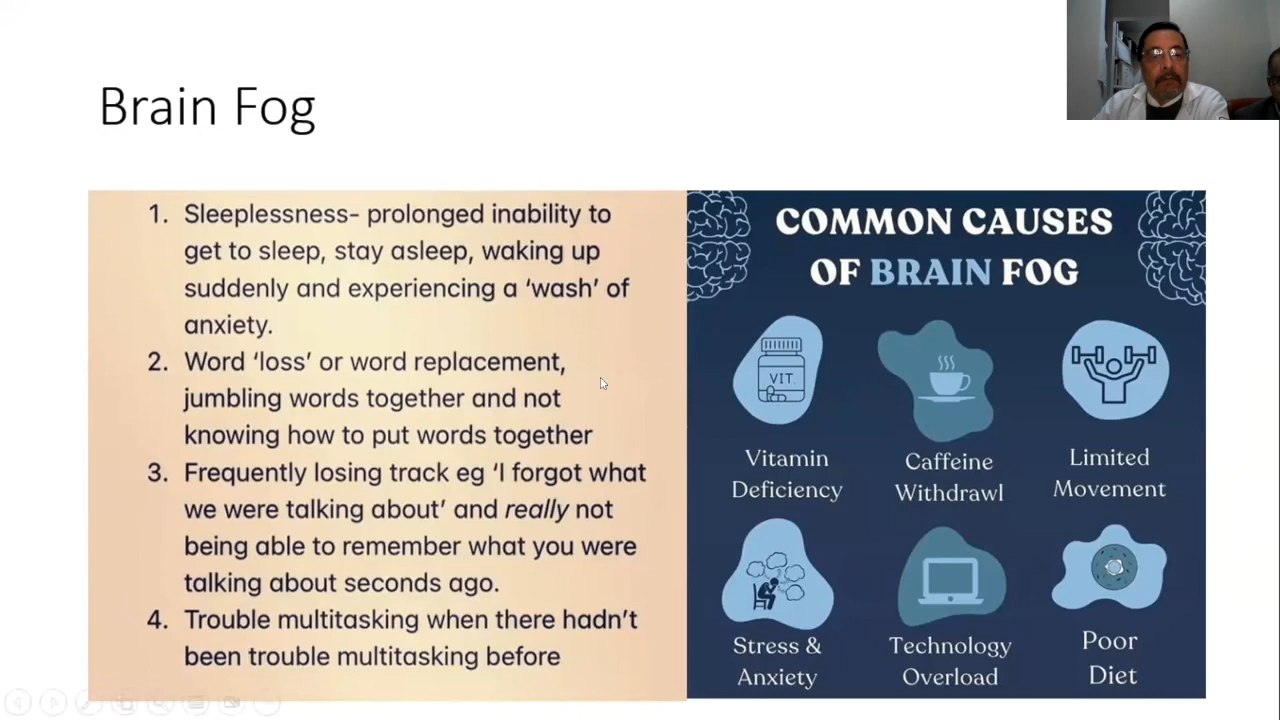 Brain Fog
1. Sleeplessness- prolonged inability to
get to sleep, stay asleep, waking up
suddenly and experiencing a ‘wash’ of
anxiety.
2. Word ‘loss’ or word replacement,
jumbling words together and not
knowing how to put words together
3. Frequently losing track eg ‘I forgot what
we were talking about’ and really not
being able to remember what you were
talking about seconds ago.
4. Trouble multitasking when there hadn’t
been trouble multitasking before
COMMON CAUSES
OF BRAIN FOG
VIT.
Vitamin
Deficiency
Caffeine
Withdrawl
Limited
Movement
Stress &
Anxiety
Technology
Overload
Poor
Diet